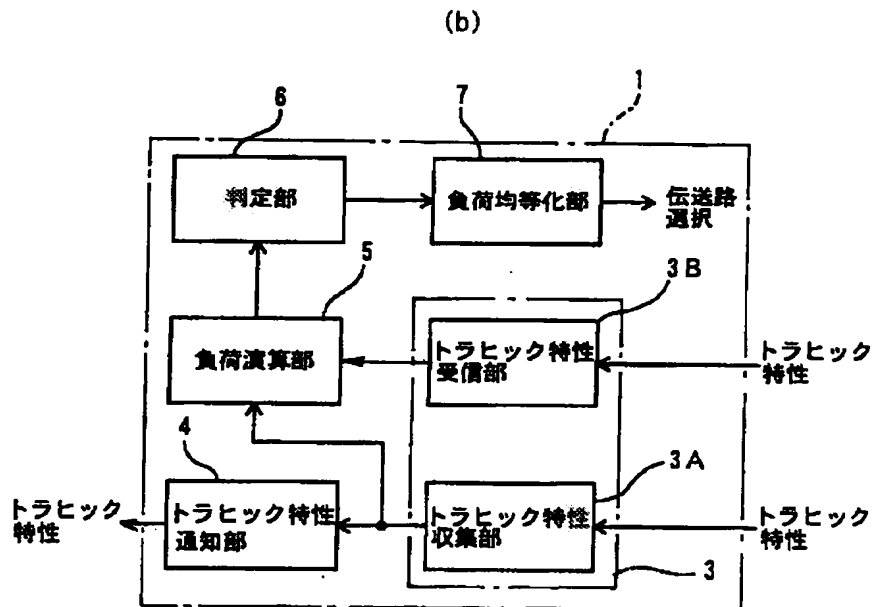 (b)
1
6
7
判定部
負荷均等化部
伝送路
選択
5
3B
負荷演算部
トラヒック特性
受信部
トラヒック
特性
4
3A
トラヒック
特性
トラヒック特性
通知部
トラヒック特性
収集部
トラヒック
特性
3